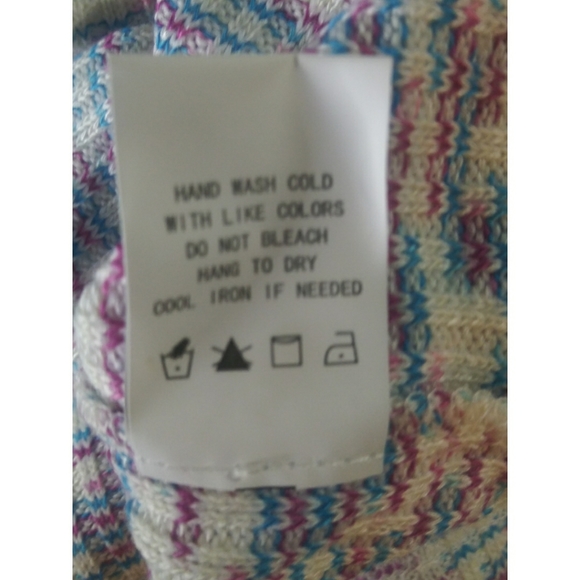 HAND WASH COLD
WITH LIKE COLORS
DO NOT BLEACH
HANG TO DRY
COOL IRON IF NEEDED